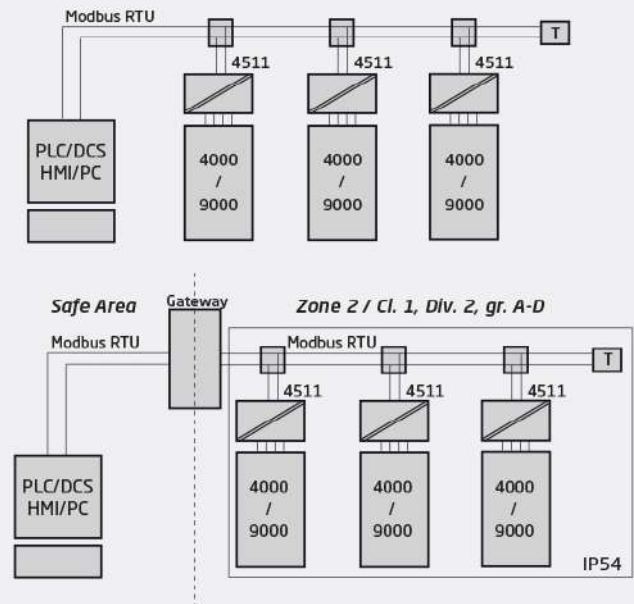 Modbus RTU
T
4511
4511
4511
PLC/DCS
HMI/PC
4000
/
9000
4000
/
9000
4000
/
9000
Safe Area
Gateway
Zone 2 / Cl. 1, Div. 2, gr. A-D
Modbus RTU
Modbus RTU
T
4511
4511
4511
PLC/DCS
HMI/PC
4000
/
9000
4000
/
9000
4000
/
9000
IP54